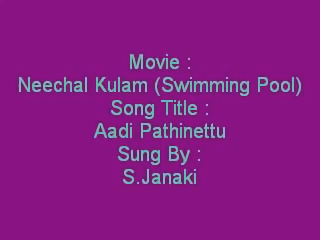 Movie :
Neechal Kulam (Swimming Pool)
Song Title :
Aadi Pathinettu
Sung By :
S.Janaki